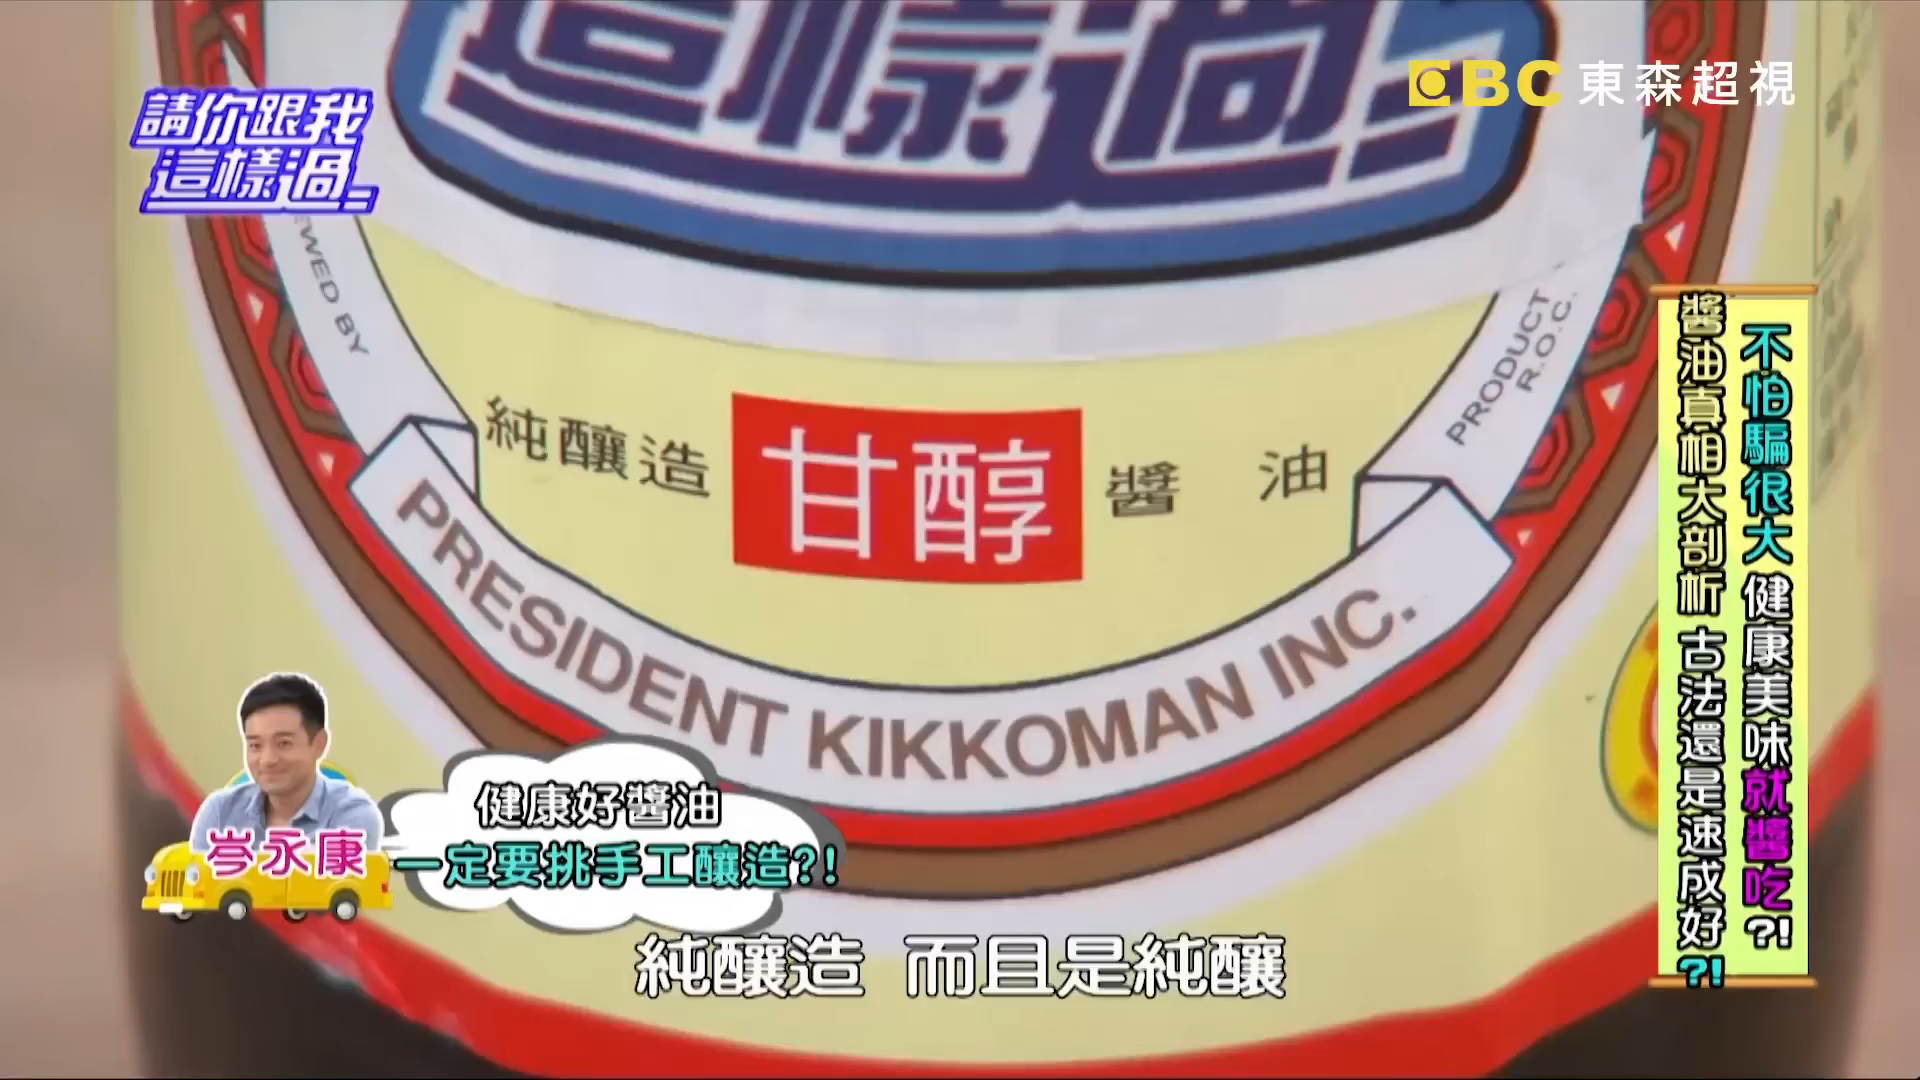 這樣過
EBC 東森超視
請你跟我
這樣過
EWED BY
PRODUCT
R.O.C.
純釀造 甘醇 醬油
PRESIDENT KIKKOMAN INC.
不怕騙很大 健康美味就醬吃?!
醬油真相大剖析 古法還是速成好?!
岑永康
健康好醬油
一定要挑手工釀造?!
純釀造 而且是純釀